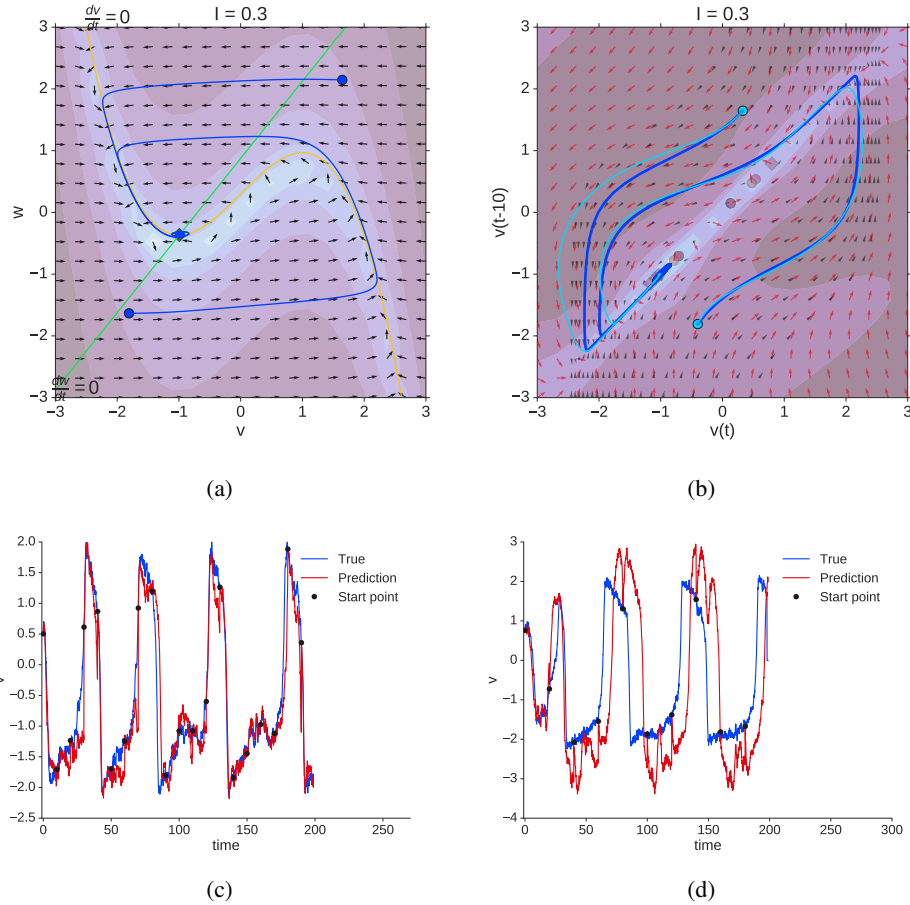 dv/dt = 0
I = 0.3
3
2
1
0
−1
−2
−3
w
dw/dt = 0
−3 −2 −1 0 1 2 3
v
(a)
I = 0.3
3
2
1
0
−1
−2
−3
v(t-10)
−3 −2 −1 0 1 2 3
v(t)
(b)
2.0
1.5
1.0
0.5
0.0
−0.5
−1.0
−1.5
−2.0
−2.5
v
True
Prediction
Start point
0 50 100 150 200 250
time
(c)
3
2
1
0
−1
−2
−3
−4
v
True
Prediction
Start point
0 50 100 150 200 250 300
time
(d)